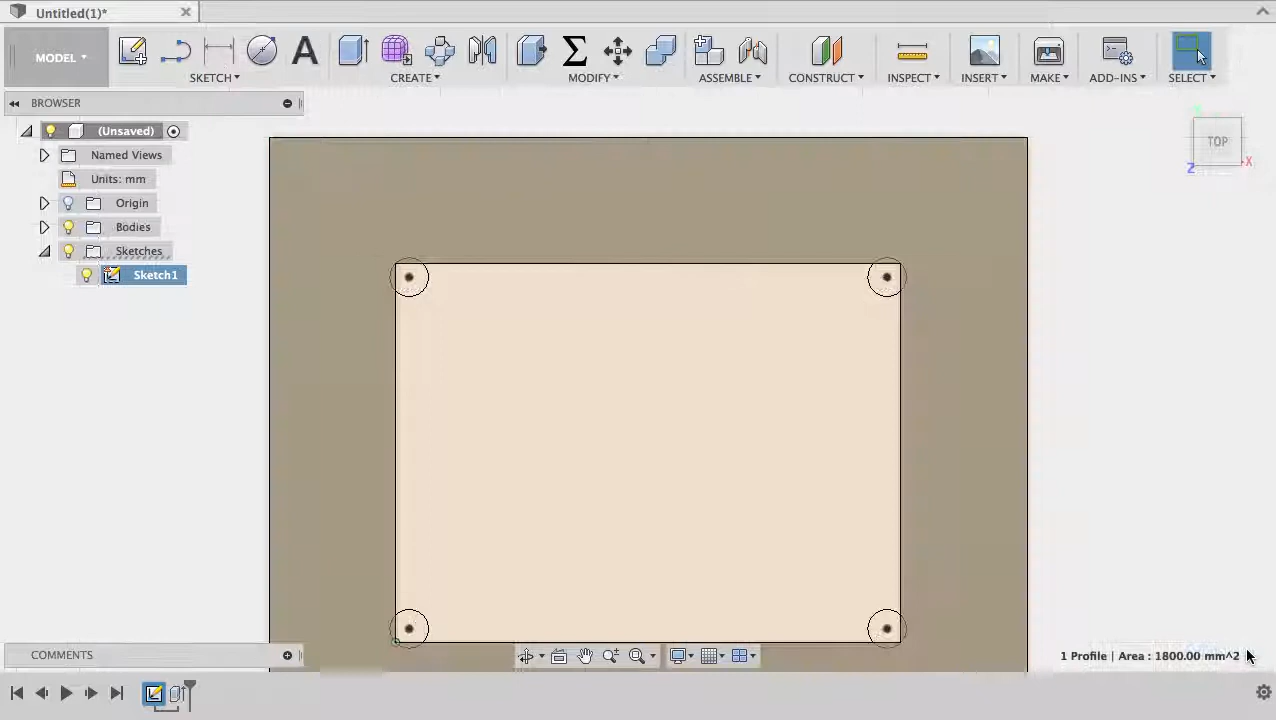 Untitled(1)*
MODEL
SKETCH
CREATE
MODIFY
ASSEMBLE
CONSTRUCT
INSPECT
INSERT
MAKE
ADD-INS
SELECT
BROWSER
(Unsaved)
Named Views
Units: mm
Origin
Bodies
Sketches
Sketch1
TOP
X
Z
COMMENTS
1 Profile | Area : 1800.00 mm^2